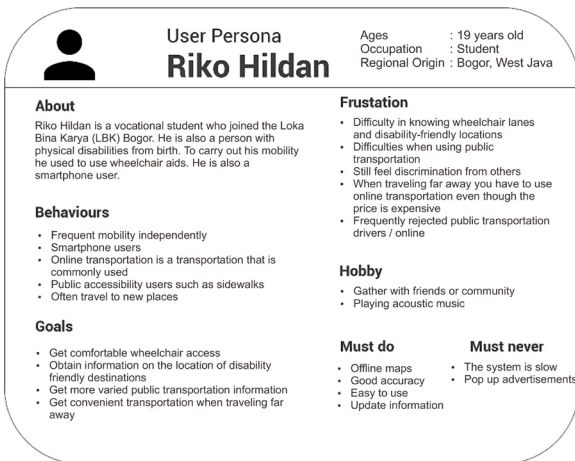 User Persona
Riko Hildan
Ages : 19 years old
Occupation : Student
Regional Origin : Bogor, West Java
About
Riko Hildan is a vocational student who joined the Loka
Bina Karya (LBK) Bogor. He is also a person with
physical disabilities from birth. To carry out his mobility
he used to use wheelchair aids. He is also a
smartphone user.
Behaviours
• Frequent mobility independently
• Smartphone users
• Online transportation is a transportation that is
commonly used
• Public accessibility users such as sidewalks
• Often travel to new places
Goals
• Get comfortable wheelchair access
• Obtain information on the location of disability
friendly destinations
• Get more varied public transportation information
• Get convenient transportation when traveling far
away
Frustation
• Difficulty in knowing wheelchair lanes
and disability-friendly locations
• Difficulties when using public
transportation
• Still feel discrimination from others
• When traveling far away you have to use
online transportation even though the
price is expensive
• Frequently rejected public transportation
drivers / online
Hobby
• Gather with friends or community
• Playing acoustic music
Must do
• Offline maps
• Good accuracy
• Easy to use
• Update information
Must never
• The system is slow
• Pop up advertisements